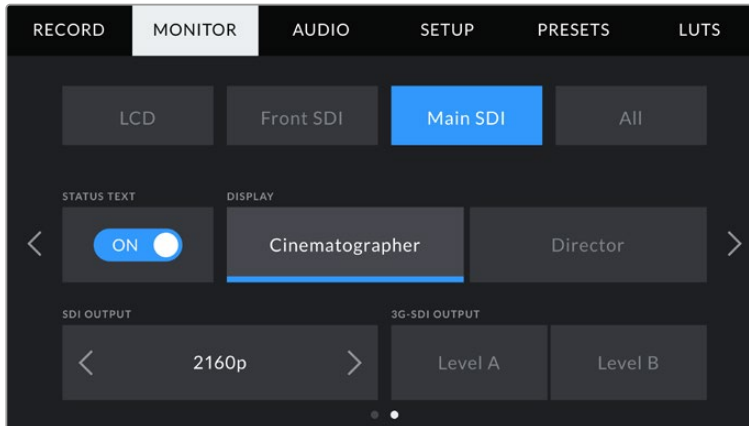 RECORD MONITOR AUDIO SETUP PRESETS LUTS
LCD Front SDI Main SDI All
STATUS TEXT DISPLAY
ON Cinematographer Director
SDI OUTPUT 3G-SDI OUTPUT
2160p Level A Level B